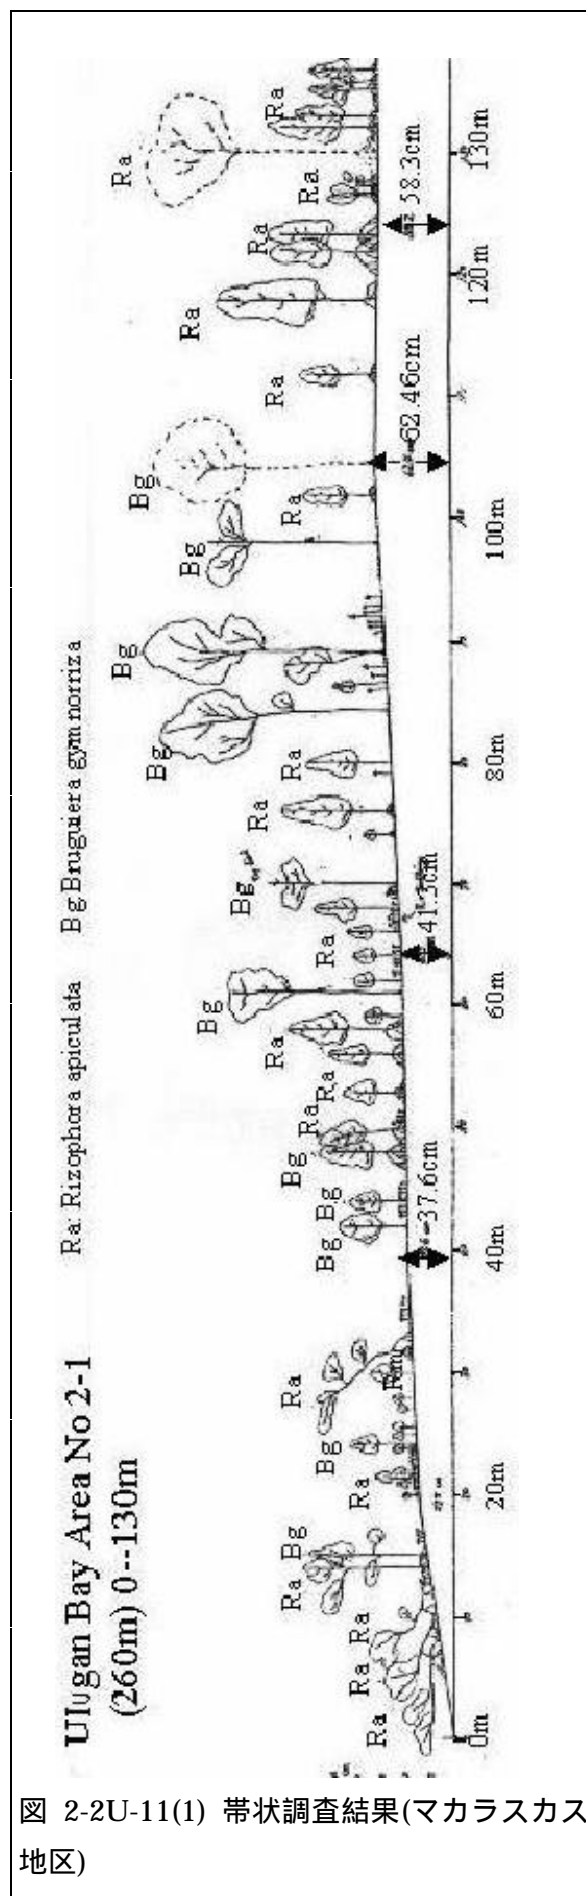 Ulugan Bay Area No 2-1
(260m) 0--130m
Ra: Rizophora apiculata Bg Bruguiera gym norriza
Ra
Ra
Ra
Ra
Bg
Ra
Bg
Ra
Bg
Bg
Bg
Ra
Ra
Ra
Bg
Ra
Bg
Ra
Ra
Bg
Bg
Bg
Ra
Bg
Ra
Ra
Ra
Ra
Ra
Ra
37.6cm
41.3cm
62.46cm
58.3cm
0m
20m
40m
60m
80m
100m
120m
130m
図 2-2U-11(1) 帯状調査結果(マカラスカス
地区)